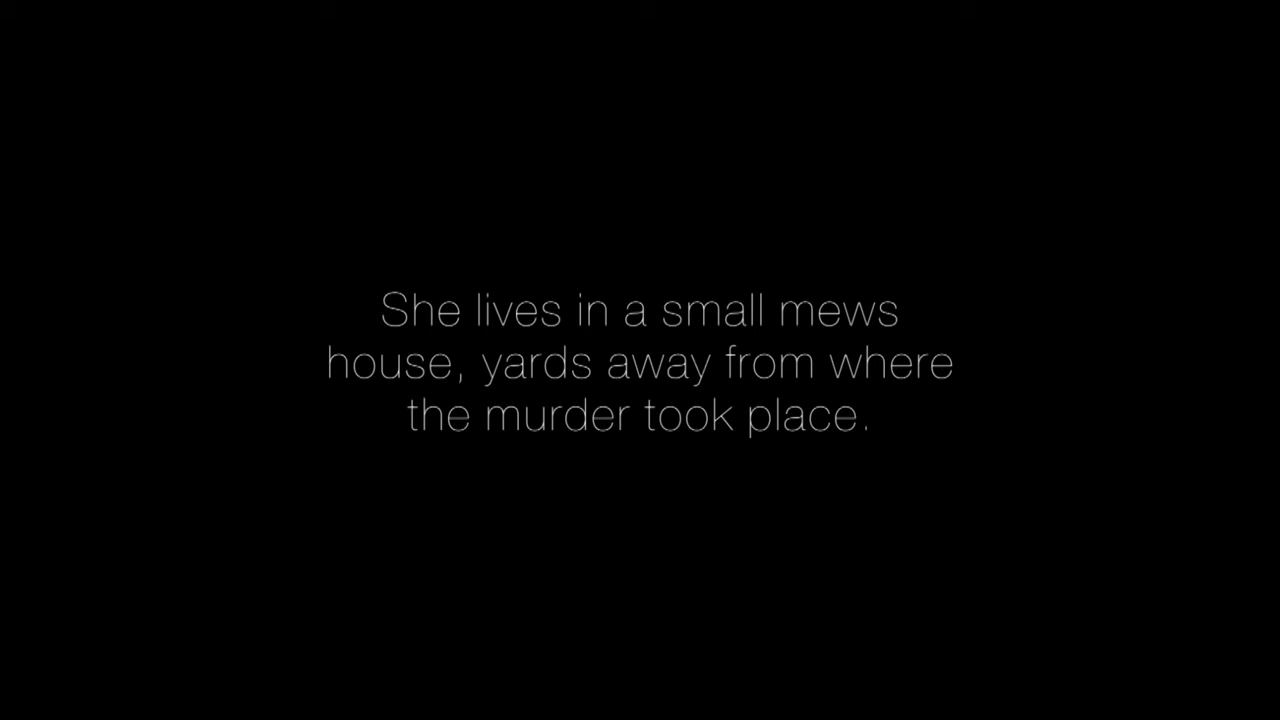 She lives in a small mews
house, yards away from where
the murder took place.